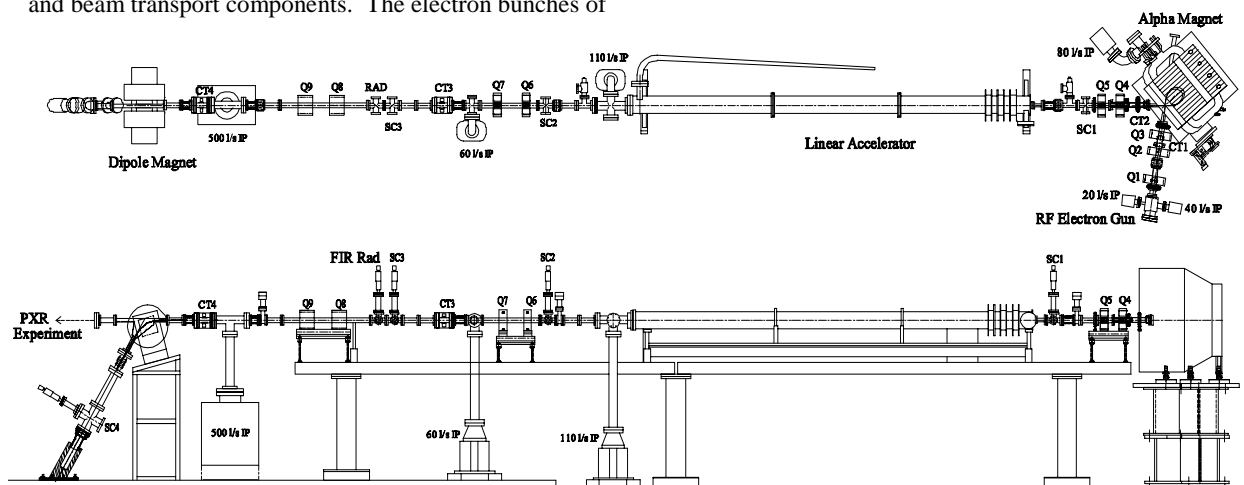 and beam transport components. The electron bunches of
Alpha Magnet
80 l/s IP
110 l/s IP
CT4
Q9
Q8
RAD
CT3
Q7
Q6
Q5
Q4
SC3
SC2
SC1
CT2
Q3
CT1
Q2
500 l/s IP
60 l/s IP
Dipole Magnet
Linear Accelerator
Q1
20 l/s IP
40 l/s IP
RF Electron Gun
FIR Rad
SC3
SC2
SC1
CT4
Q9
Q8
CT3
Q7
Q6
Q5
Q4
PXR
Experiment
SC4
500 l/s IP
60 l/s IP
110 l/s IP